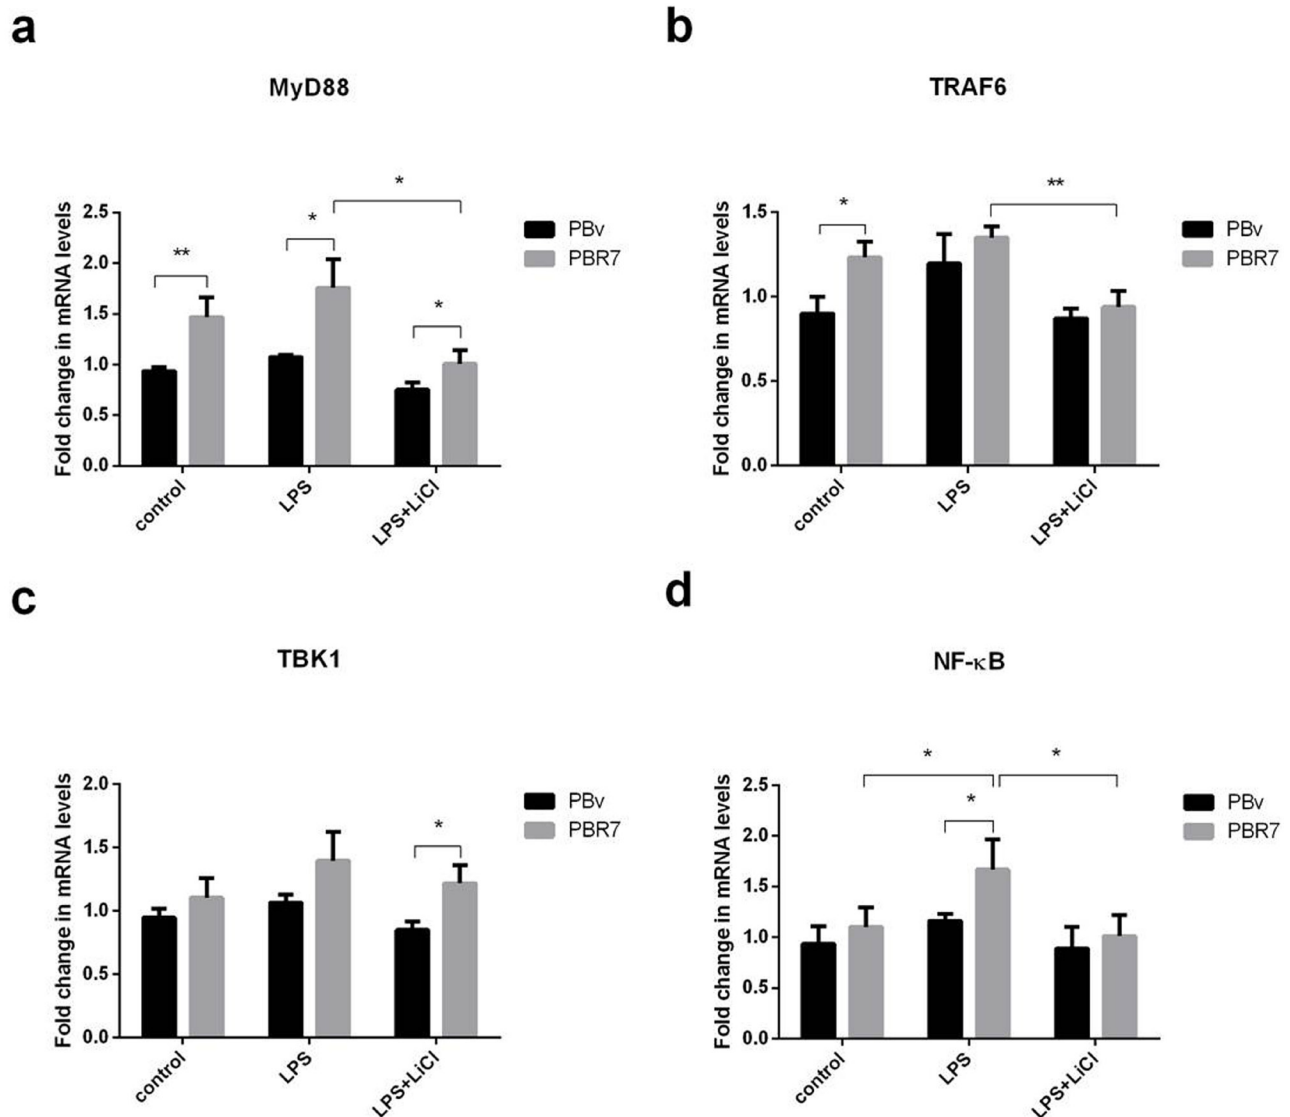 a
MyD88
Fold change in mRNA levels
2.5
2.0
1.5
1.0
0.5
0.0
**
*
*
*
control
LPS
LPS+LiCl
PBv
PBR7
b
TRAF6
Fold change in mRNA levels
1.5
1.0
0.5
0.0
*
**
control
LPS
LPS+LiCl
PBv
PBR7
c
TBK1
Fold change in mRNA levels
2.0
1.5
1.0
0.5
0.0
*
control
LPS
LPS+LiCl
PBv
PBR7
d
NF-κB
Fold change in mRNA levels
2.5
2.0
1.5
1.0
0.5
0.0
*
*
*
control
LPS
LPS+LiCl
PBv
PBR7